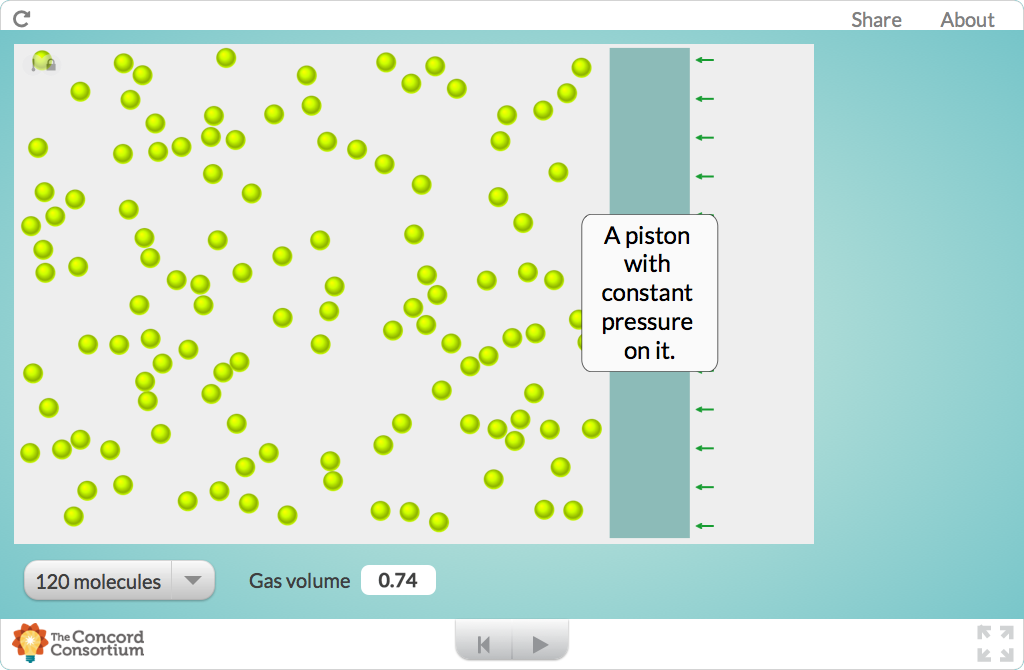 Share About
A piston
with
constant
pressure
on it.
120 molecules
Gas volume 0.74
The Concord
Consortium